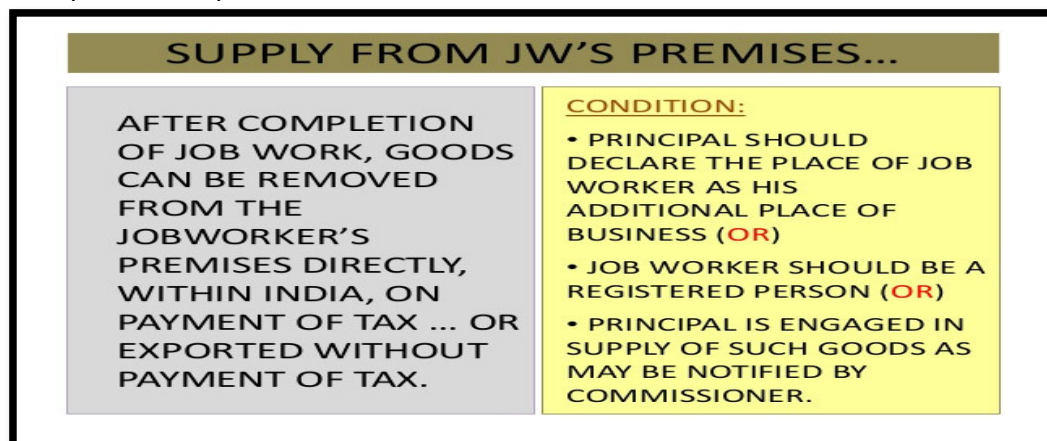 SUPPLY FROM JW'S PREMISES...
AFTER COMPLETION
OF JOB WORK, GOODS
CAN BE REMOVED
FROM THE
JOBWORKER'S
PREMISES DIRECTLY,
WITHIN INDIA, ON
PAYMENT OF TAX ... OR
EXPORTED WITHOUT
PAYMENT OF TAX.
CONDITION:
• PRINCIPAL SHOULD
DECLARE THE PLACE OF JOB
WORKER AS HIS
ADDITIONAL PLACE OF
BUSINESS (OR)
• JOB WORKER SHOULD BE A
REGISTERED PERSON (OR)
• PRINCIPAL IS ENGAGED IN
SUPPLY OF SUCH GOODS AS
MAY BE NOTIFIED BY
COMMISSIONER.